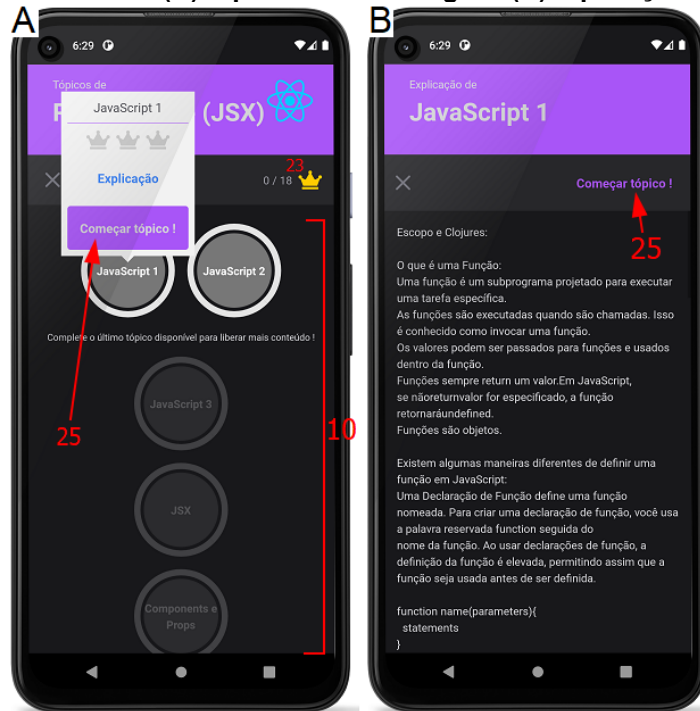 A
6:29
Tópicos de
(JSX)
JavaScript 1
Explicação
Começar tópico !
23
0 / 18
JavaScript 1
JavaScript 2
Complete o último tópico disponível para liberar mais conteúdo !
JavaScript 3
25
10
JSX
Components e
Props
B
6:29
Explicação de
JavaScript 1
Começar tópico !
25
Escopo e Clojures:
O que é uma Função:
Uma função é um subprograma projetado para executar
uma tarefa específica.
As funções são executadas quando são chamadas. Isso
é conhecido como invocar uma função.
Os valores podem ser passados para funções e usados
dentro da função.
Funções sempre return um valor.Em JavaScript,
se nãoreturnvalor for especificado, a função
retornaráundefined.
Funções são objetos.
Existem algumas maneiras diferentes de definir uma
função em JavaScript:
Uma Declaração de Função define uma função
nomeada. Para criar uma declaração de função, você usa
a palavra reservada function seguida do
nome da função. Ao usar declarações de função, a
definição da função é elevada, permitindo assim que a
função seja usada antes de ser definida.
function name(parameters){
statements
}